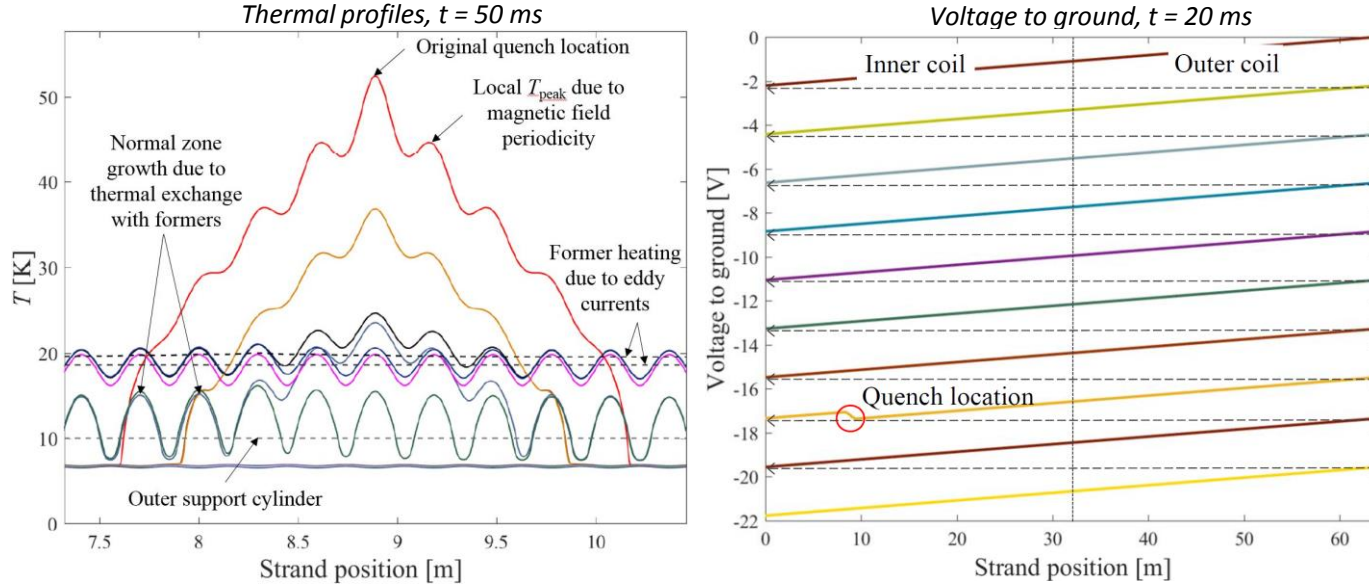 Thermal profiles, t = 50 ms
Original quench location
Local Tpeak due to
magnetic field
periodicity
Normal zone
growth due to
thermal exchange
with formers
Former heating
due to eddy
currents
Outer support cylinder
T [K]
50
40
30
20
10
0
7.5 8 8.5 9 9.5 10
Strand position [m]
Voltage to ground, t = 20 ms
Inner coil Outer coil
Quench location
Voltage to ground [V]
0
-2
-4
-6
-8
-10
-12
-14
-16
-18
-20
-22
0 10 20 30 40 50 60
Strand position [m]